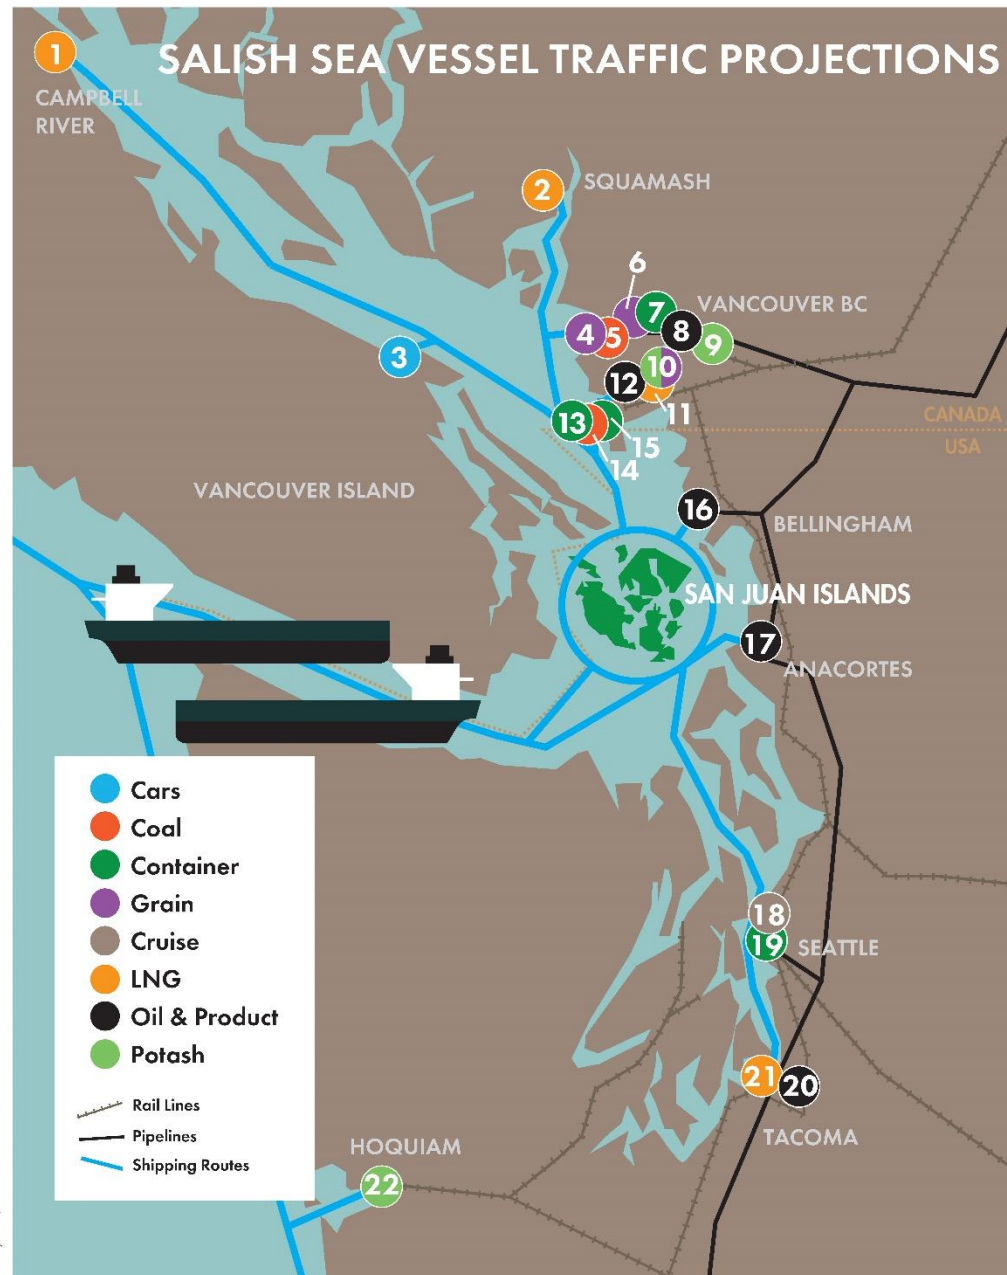 SALISH SEA VESSEL TRAFFIC PROJECTIONS
1
CAMPBELL
RIVER
2
SQUAMASH
6
7
VANCOUVER BC
8
9
4
5
3
10
12
11
13
15
14
CANADA
USA
VANCOUVER ISLAND
16
BELLINGHAM
SAN JUAN ISLANDS
17
ANACORTES
Cars
Coal
Container
Grain
Cruise
LNG
Oil & Product
Potash
Rail Lines
Pipelines
Shipping Routes
18
19
SEATTLE
21
20
TACOMA
HOQUIAM
22